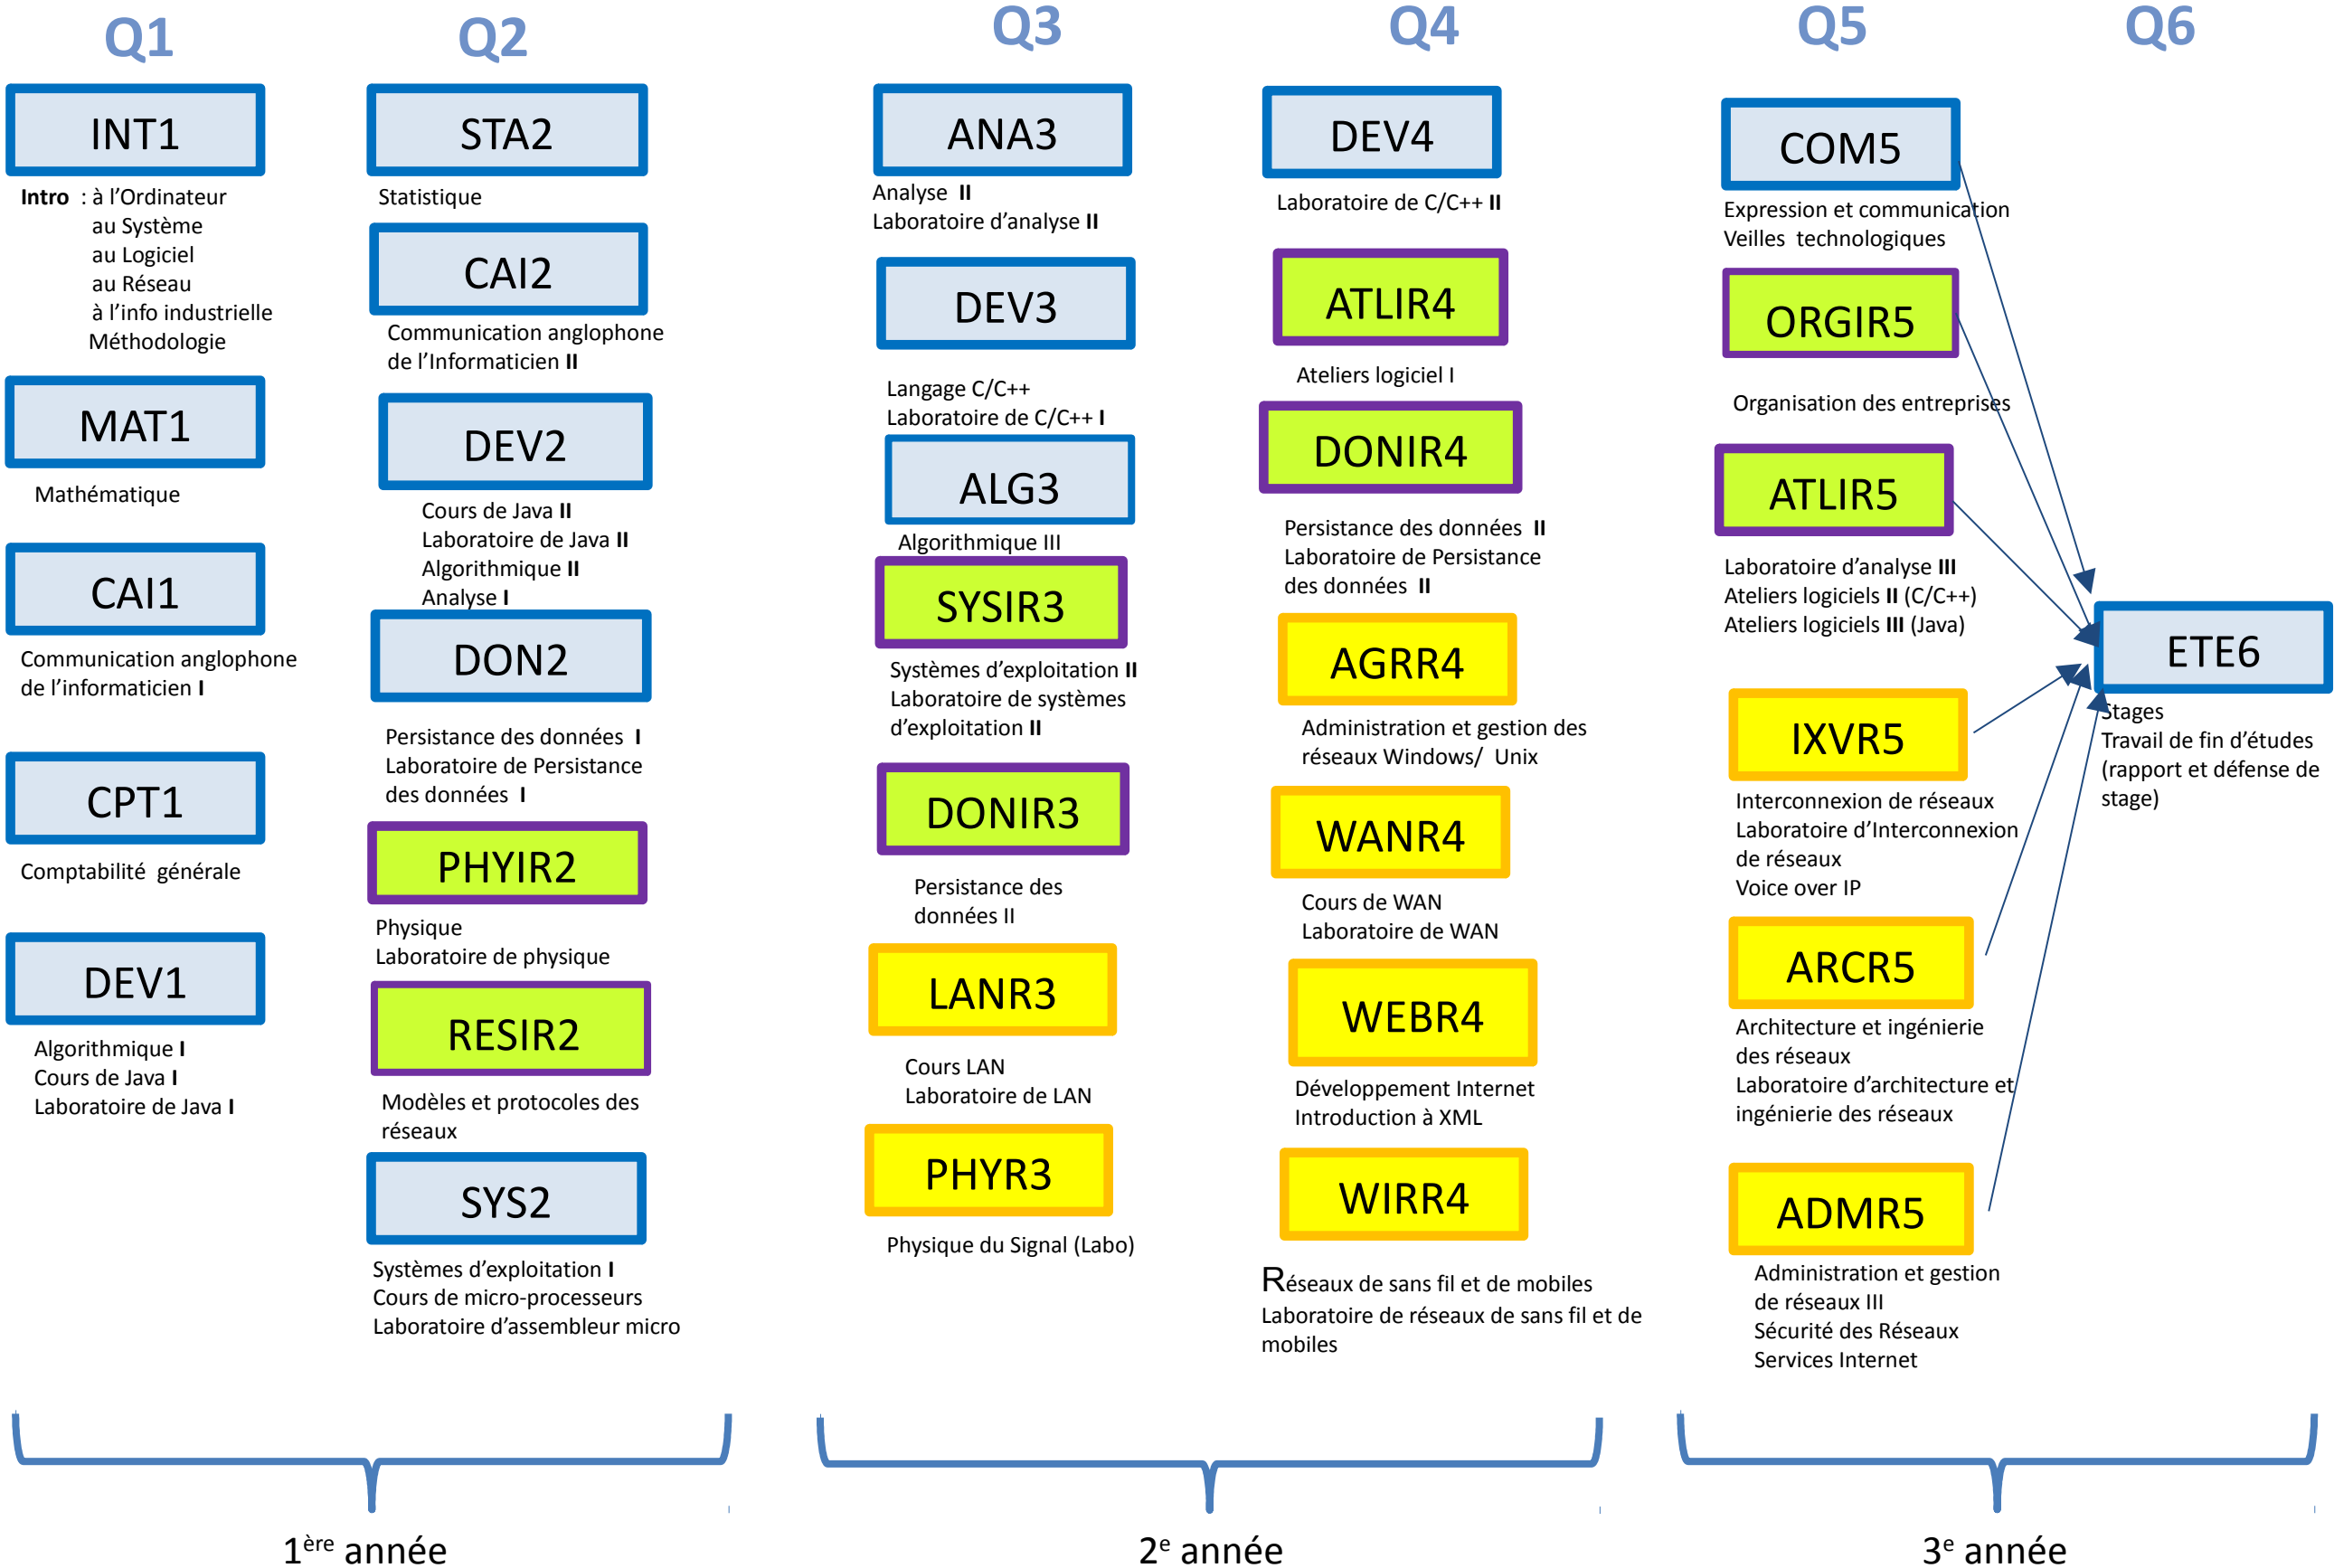 Q1
INT1
Intro : à l'Ordinateur
au Système
au Logiciel
au Réseau
à l'info industrielle
Méthodologie
MAT1
Mathématique
CAI1
Communication anglophone
de l'informaticien I
CPT1
Comptabilité générale
DEV1
Algorithmique I
Cours de Java I
Laboratoire de Java I
Q2
STA2
Statistique
CAI2
Communication anglophone
de l'Informaticien II
DEV2
Cours de Java II
Laboratoire de Java II
Algorithmique II
Analyse I
DON2
Persistance des données I
Laboratoire de Persistance
des données I
PHYIR2
Physique
Laboratoire de physique
RESIR2
Modèles et protocoles des
réseaux
SYS2
Systèmes d'exploitation I
Cours de micro-processeurs
Laboratoire d'assembleur micro
1ère année
Q3
ANA3
Analyse II
Laboratoire d'analyse II
DEV3
Langage C/C++
Laboratoire de C/C++ I
ALG3
Algorithmique III
SYSIR3
Systèmes d'exploitation II
Laboratoire de systèmes
d'exploitation II
DONIR3
Persistance des
données II
LANR3
Cours LAN
Laboratoire de LAN
PHYR3
Physique du Signal (Labo)
Q4
DEV4
Laboratoire de C/C++ II
ATLIR4
Ateliers logiciel I
DONIR4
Persistance des données II
Laboratoire de Persistance
des données II
AGRR4
Administration et gestion des
réseaux Windows/ Unix
WANR4
Cours de WAN
Laboratoire de WAN
WEBR4
Développement Internet
Introduction à XML
WIRR4
Réseaux de sans fil et de mobiles
Laboratoire de réseaux de sans fil et de
mobiles
2e année
Q5
COM5
Expression et communication
Veilles technologiques
ORGIR5
Organisation des entreprises
ATLIR5
Laboratoire d'analyse III
Ateliers logiciels II (C/C++)
Ateliers logiciels III (Java)
IXVR5
Interconnexion de réseaux
Laboratoire d'Interconnexion
de réseaux
Voice over IP
ARCR5
Architecture et ingénierie
des réseaux
Laboratoire d'architecture et
ingénierie des réseaux
ADMR5
Administration et gestion
de réseaux III
Sécurité des Réseaux
Services Internet
Q6
ETE6
Stages
Travail de fin d'études
(rapport et défense de
stage)
3e année